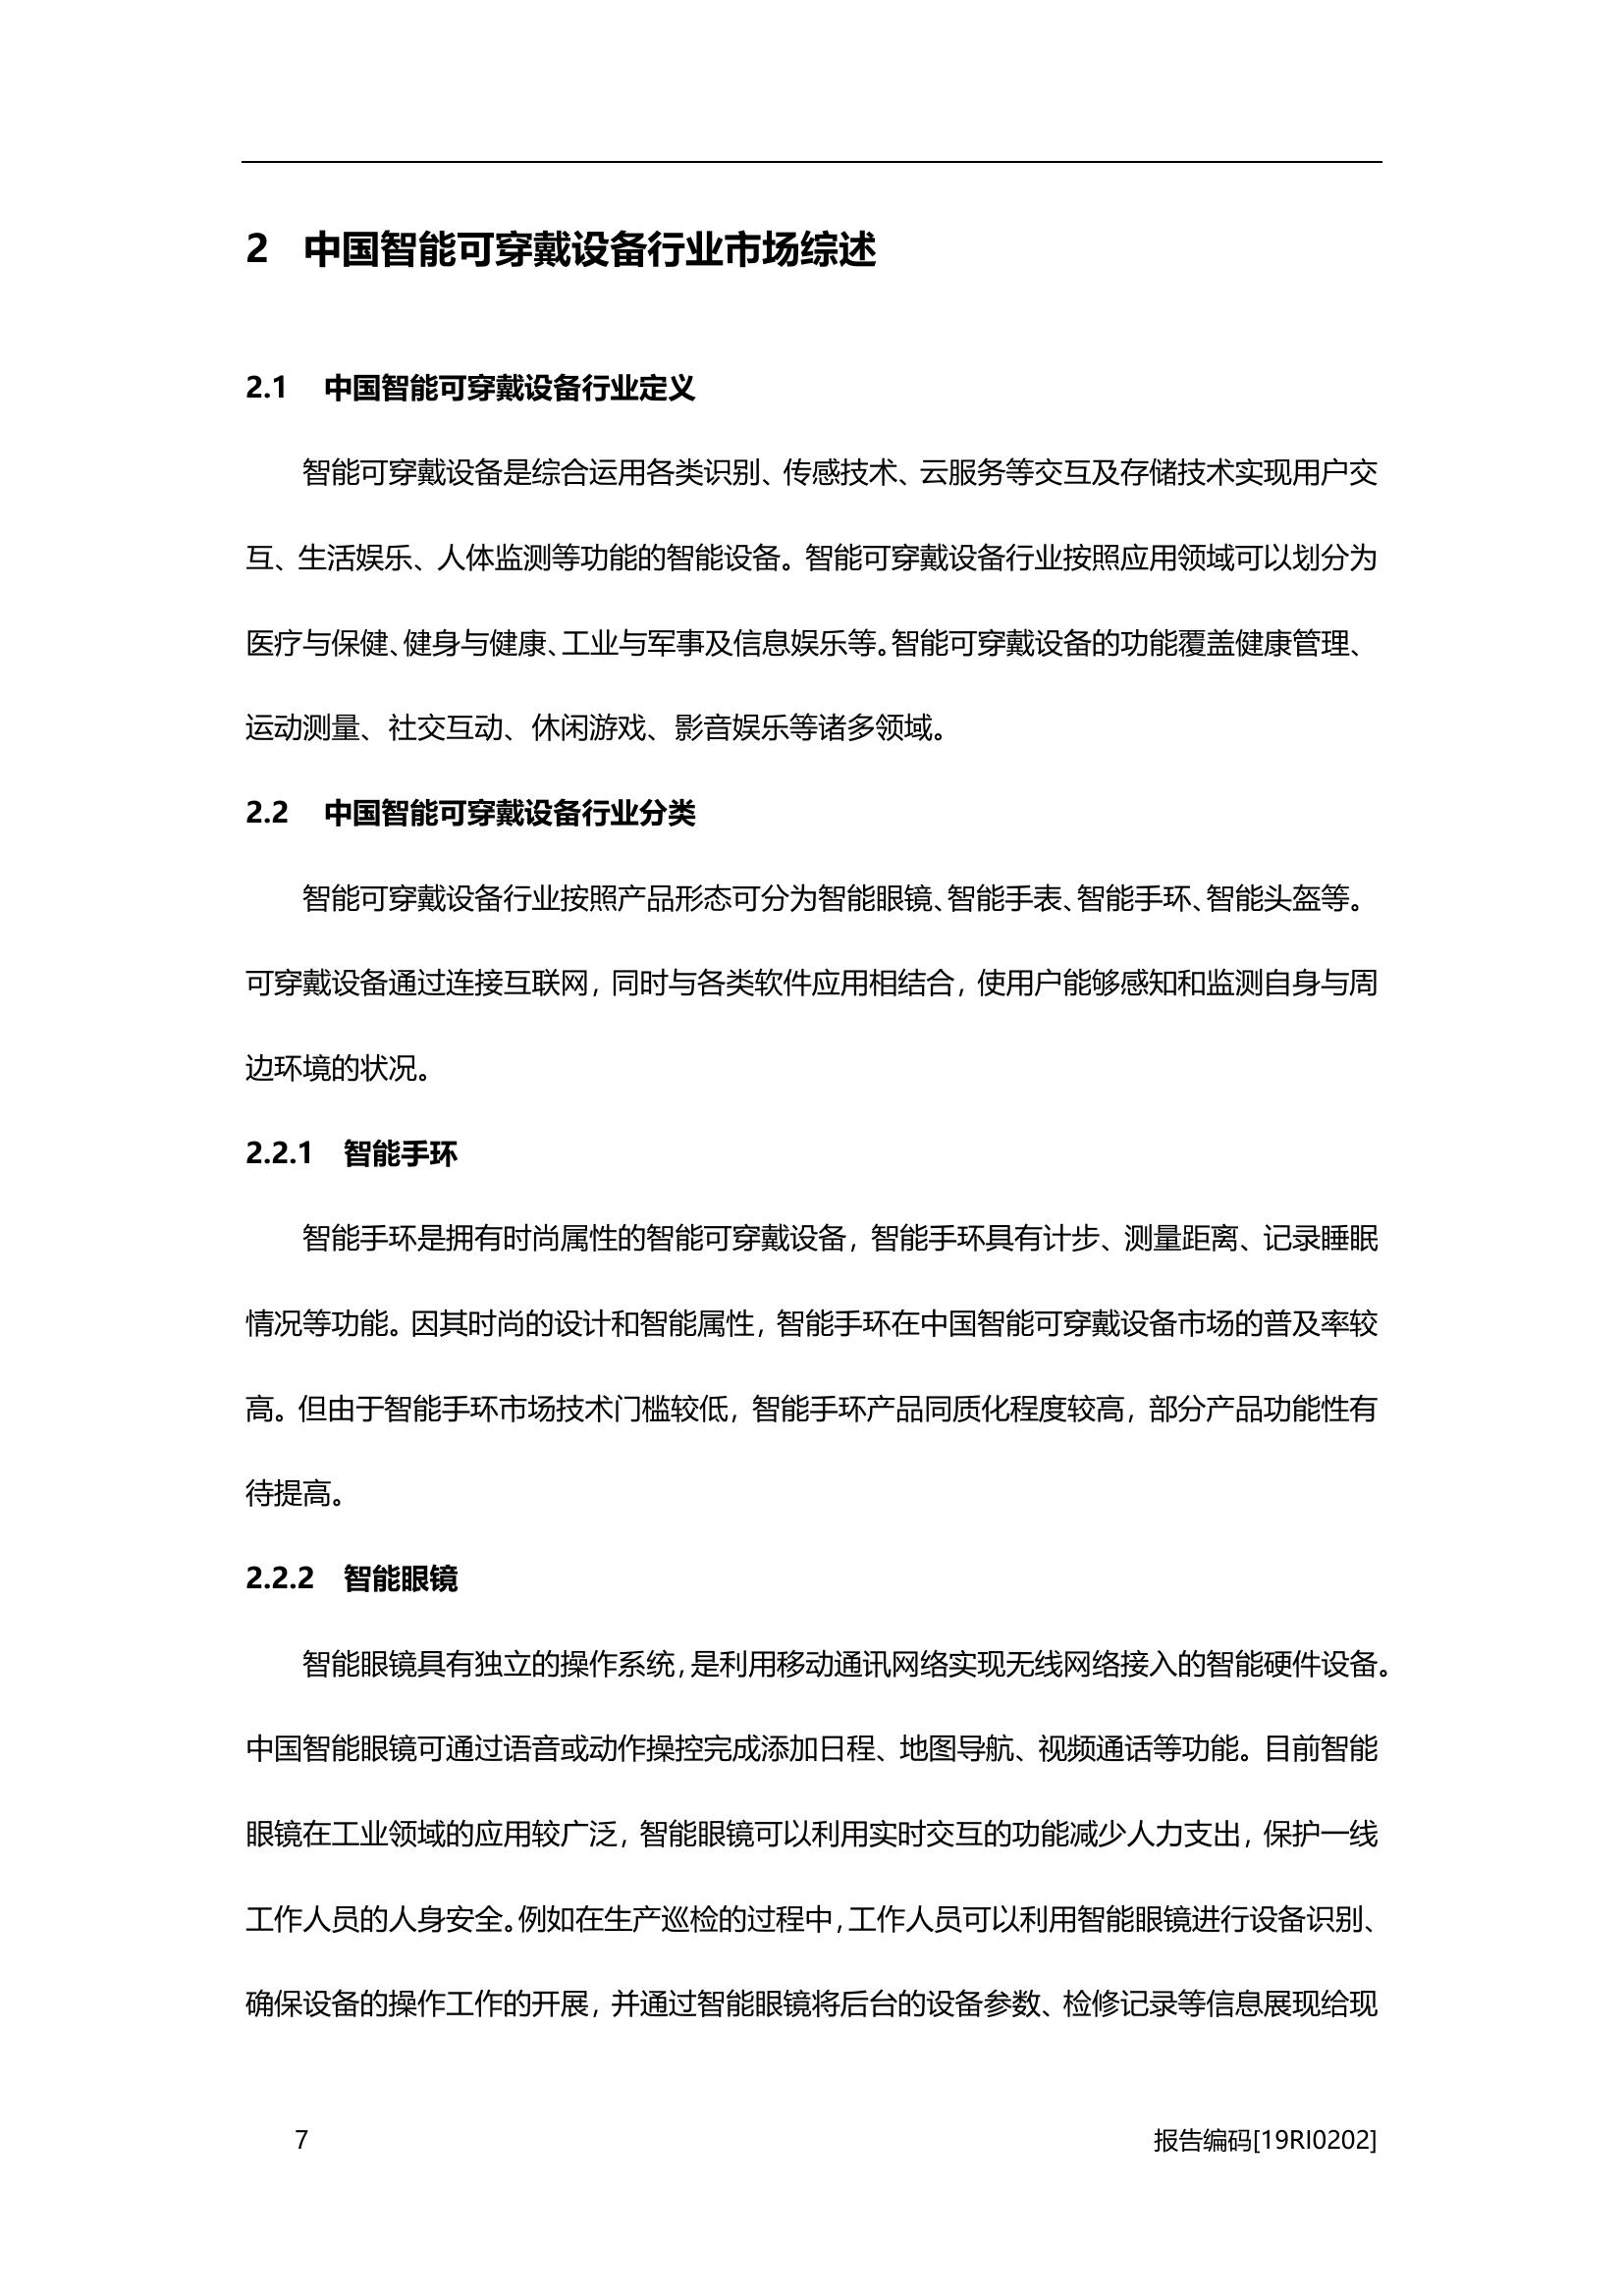 2 中国智能可穿戴设备行业市场综述
2.1 中国智能可穿戴设备行业定义
智能可穿戴设备是综合运用各类识别、传感技术、云服务等交互及存储技术实现用户交
互、生活娱乐、人体监测等功能的智能设备。智能可穿戴设备行业按照应用领域可以划分为
医疗与保健、健身与健康、工业与军事及信息娱乐等。智能可穿戴设备的功能覆盖健康管理、
运动测量、社交互动、休闲游戏、影音娱乐等诸多领域。
2.2 中国智能可穿戴设备行业分类
智能可穿戴设备行业按照产品形态可分为智能眼镜、智能手表、智能手环、智能头盔等。
可穿戴设备通过连接互联网，同时与各类软件应用相结合，使用户能够感知和监测自身与周
边环境的状况。
2.2.1 智能手环
智能手环是拥有时尚属性的智能可穿戴设备，智能手环具有计步、测量距离、记录睡眠
情况等功能。因其时尚的设计和智能属性，智能手环在中国智能可穿戴设备市场的普及率较
高。但由于智能手环市场技术门槛较低，智能手环产品同质化程度较高，部分产品功能性有
待提高。
2.2.2 智能眼镜
智能眼镜具有独立的操作系统，是利用移动通讯网络实现无线网络接入的智能硬件设备。
中国智能眼镜可通过语音或动作操控完成添加日程、地图导航、视频通话等功能。目前智能
眼镜在工业领域的应用较广泛，智能眼镜可以利用实时交互的功能减少人力支出，保护一线
工作人员的人身安全。例如在生产巡检的过程中，工作人员可以利用智能眼镜进行设备识别、
确保设备的操作工作的开展，并通过智能眼镜将后台的设备参数、检修记录等信息展现给现
7 报告编码[19RI0202]